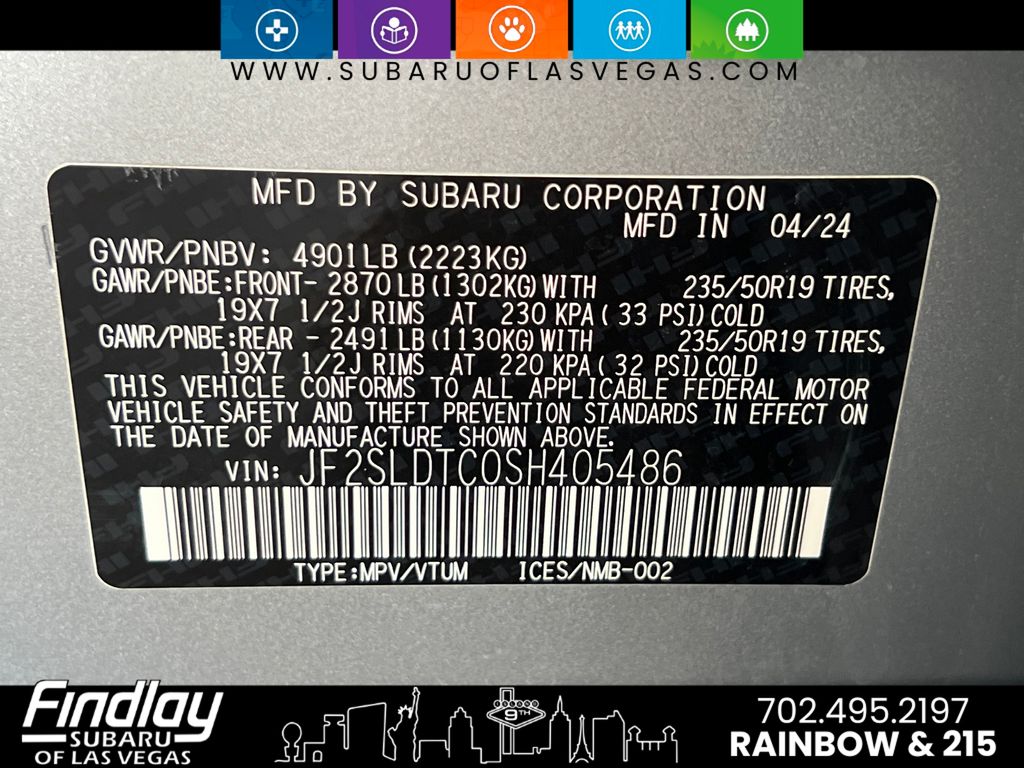 WWW.SUBARUOFLASVEGAS.COM
MFD BY SUBARU CORPORATION
MFD IN 04/24
GVWR/PNBV: 4901LB (2223KG)
GAWR/PNBE:FRONT- 2870LB (1302KG) WITH 235/50R19 TIRES,
19X7 1/2J RIMS AT 230 KPA ( 33 PSI) COLD
GAWR/PNBE:REAR - 2491LB (1130KG) WITH 235/50R19 TIRES,
19X7 1/2J RIMS AT 220 KPA ( 32 PSI) COLD
THIS VEHICLE CONFORMS TO ALL APPLICABLE FEDERAL MOTOR
VEHICLE SAFETY AND THEFT PREVENTION STANDARDS IN EFFECT ON
THE DATE OF MANUFACTURE SHOWN ABOVE.
VIN: JF2SLDTC0SH405486
TYPE:MPV/VTUM ICES/NMB-002
Findlay
SUBARU
OF LAS VEGAS
9TH
702.495.2197
RAINBOW & 215